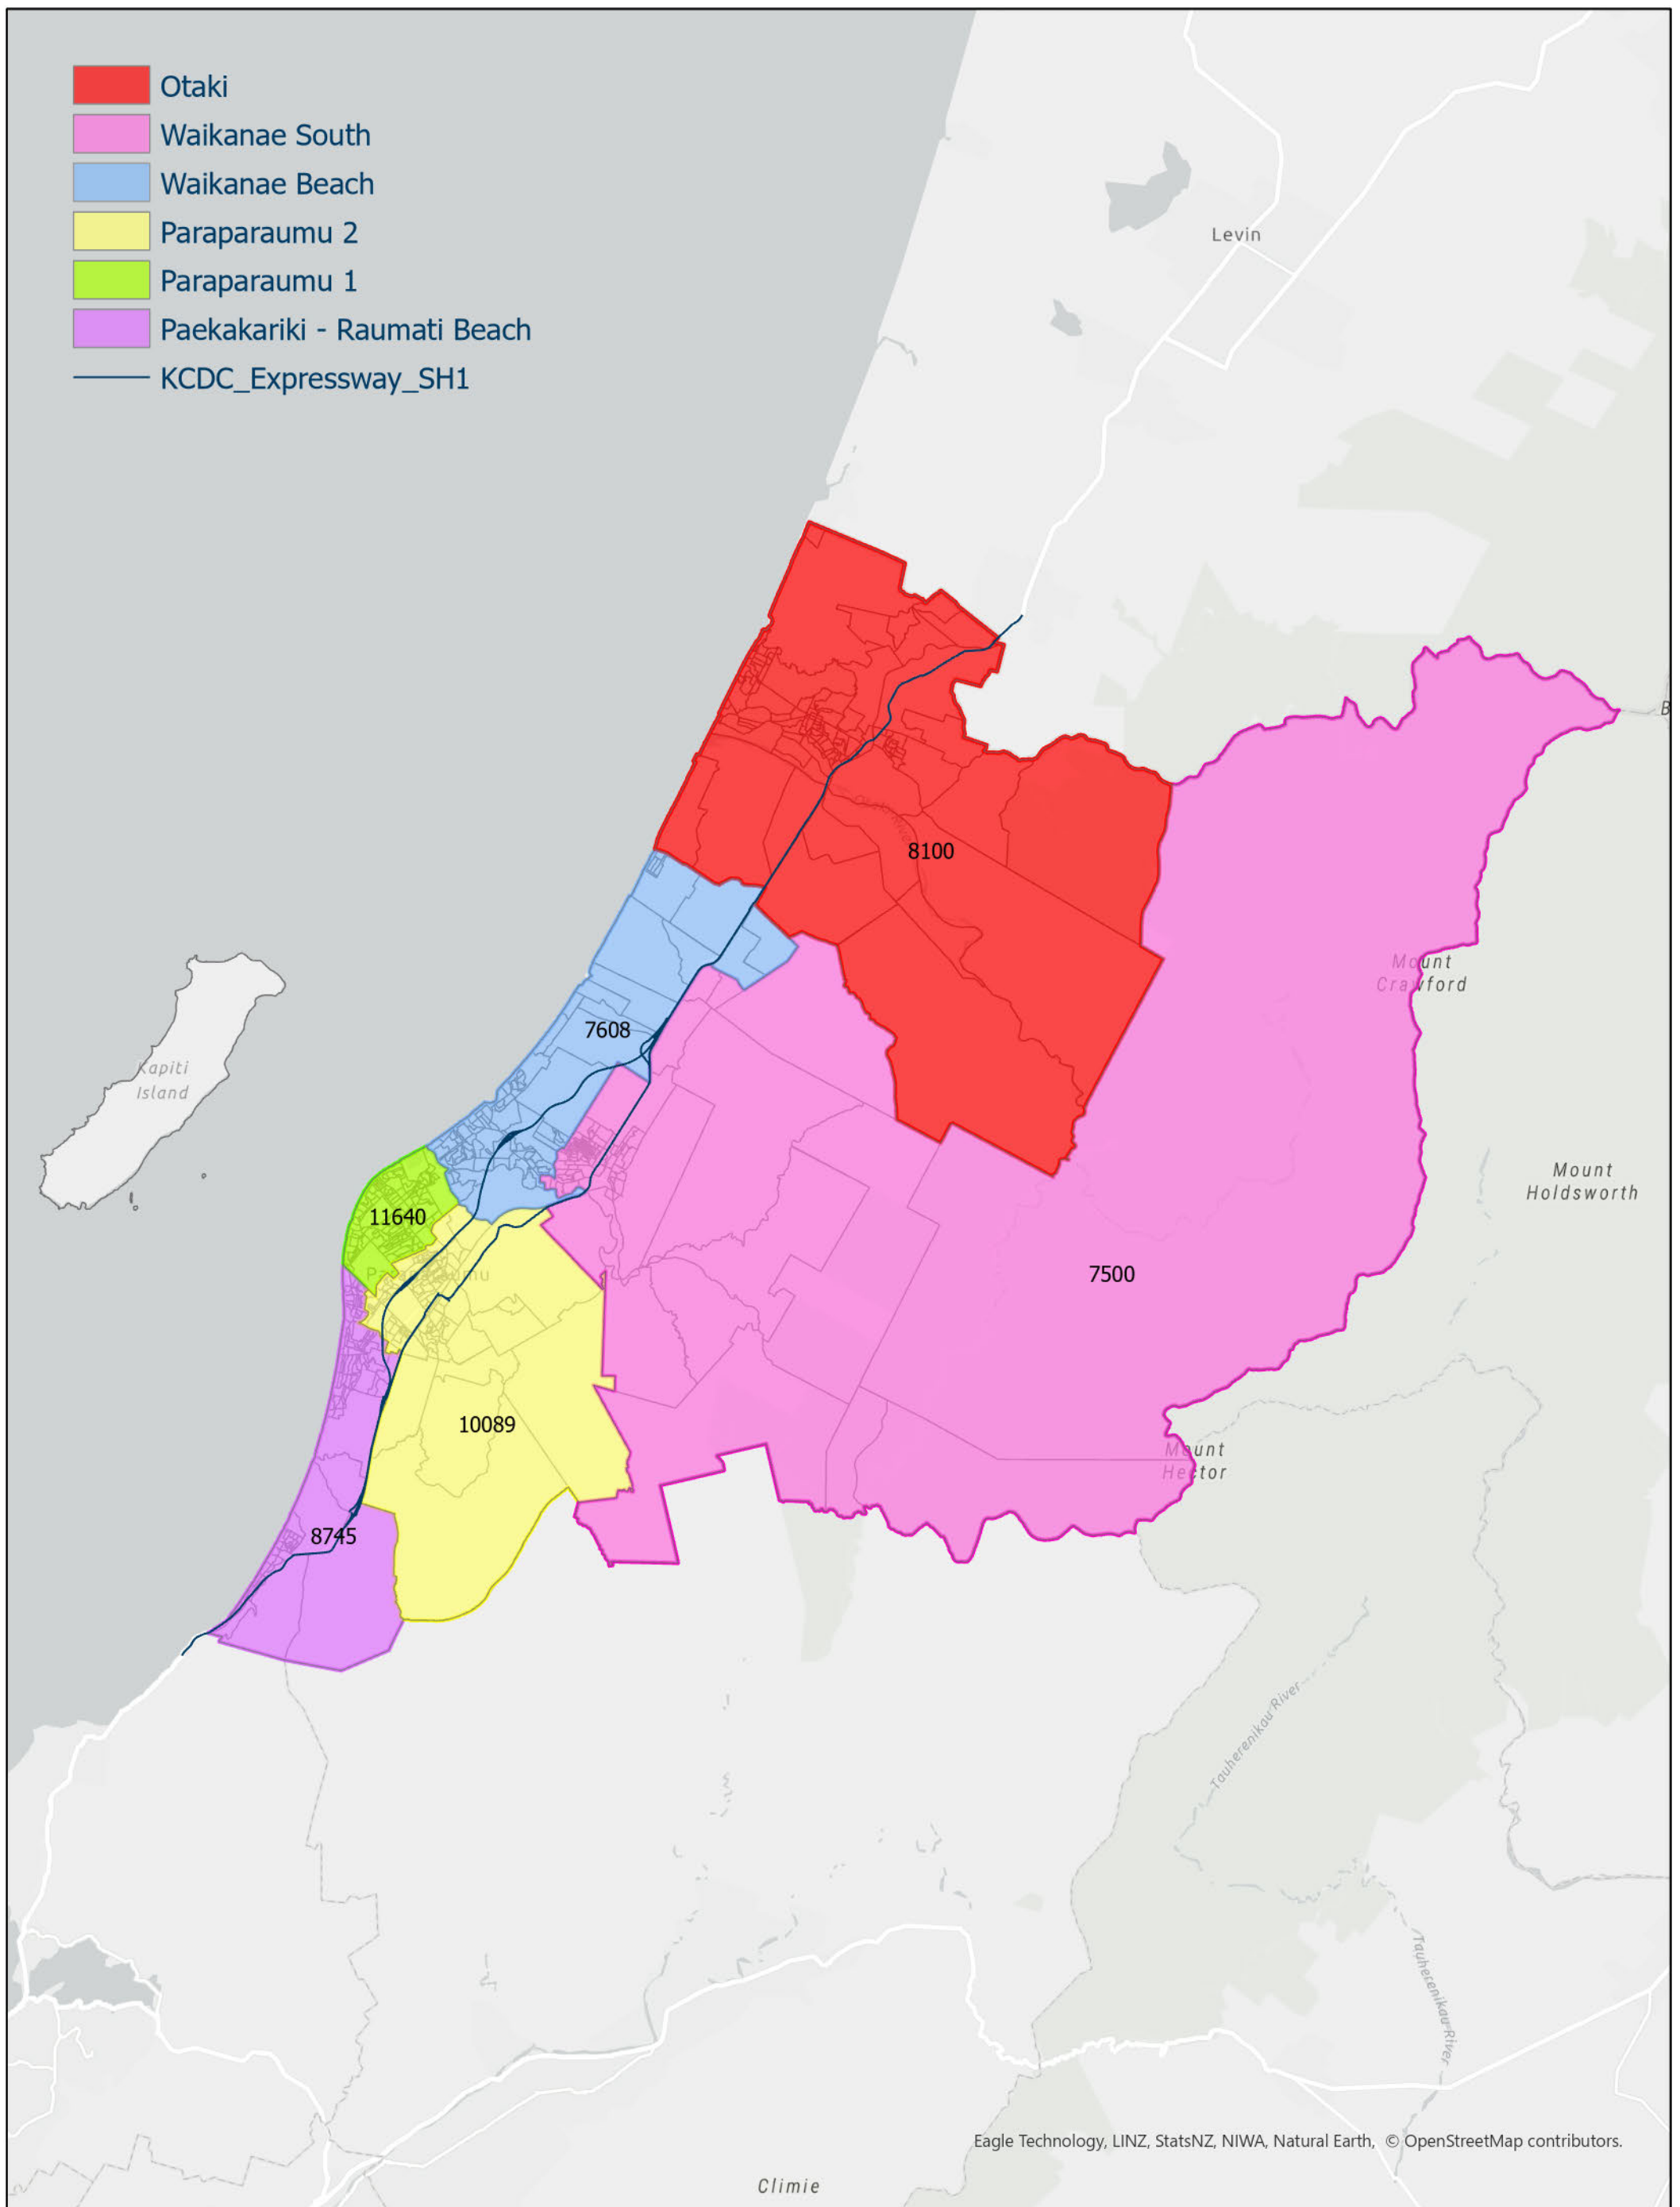 Otaki
Waikanae South
Waikanae Beach
Paraparaumu 2
Paraparaumu 1
Paekakariki - Raumati Beach
KCDC_Expressway_SH1
Levin
B
8100
Mount
Crawford
7608
Kapiti
Island
Mount
Holdsworth
11640
Paraparaumu
7500
10089
Mount
Hector
8745
Tauherenikau River
Tauherenikau River
Eagle Technology, LINZ, StatsNZ, NIWA, Natural Earth, © OpenStreetMap contributors.
Climie